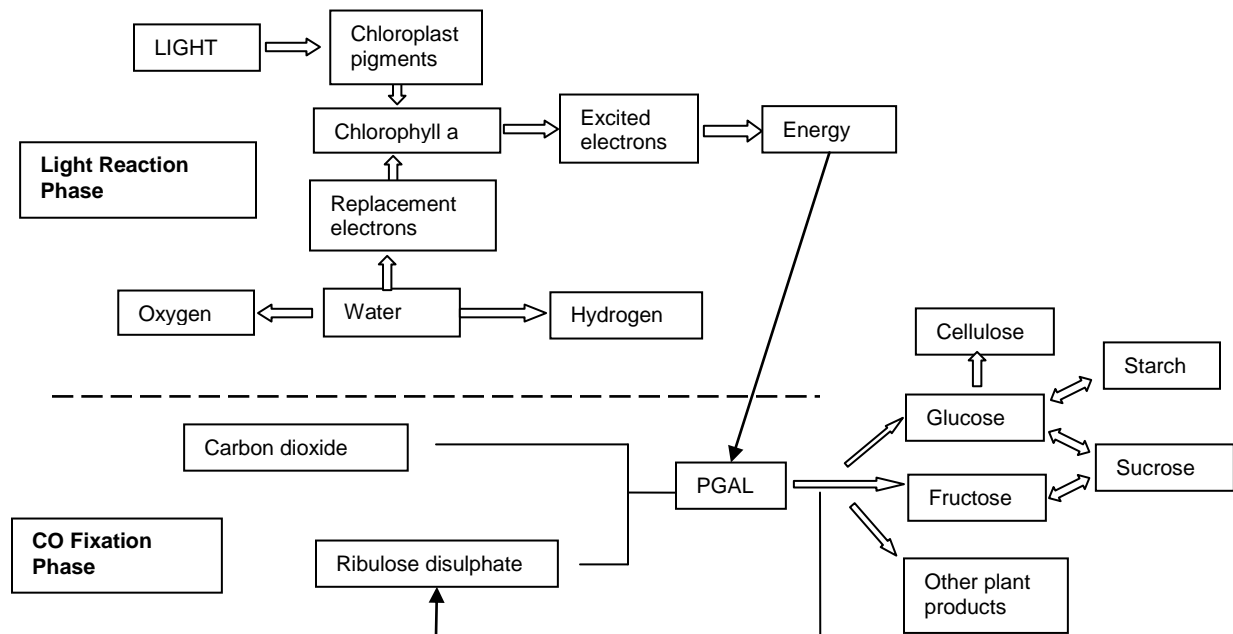 LIGHT
Chloroplast
pigments
Chlorophyll a
Excited
electrons
Energy
Light Reaction
Phase
Replacement
electrons
Oxygen
Water
Hydrogen
Cellulose
Starch
Glucose
Carbon dioxide
Sucrose
PGAL
Fructose
CO Fixation
Phase
Ribulose disulphate
Other plant
products